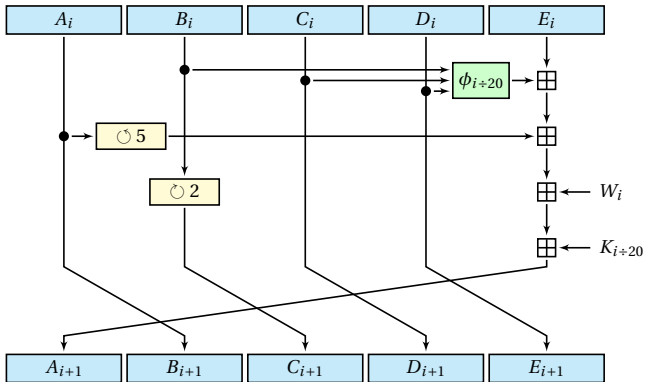 A_i B_i C_i D_i E_i
ϕ_{i÷20}
↺ 5
↻ 2
W_i
K_{i÷20}
A_{i+1} B_{i+1} C_{i+1} D_{i+1} E_{i+1}